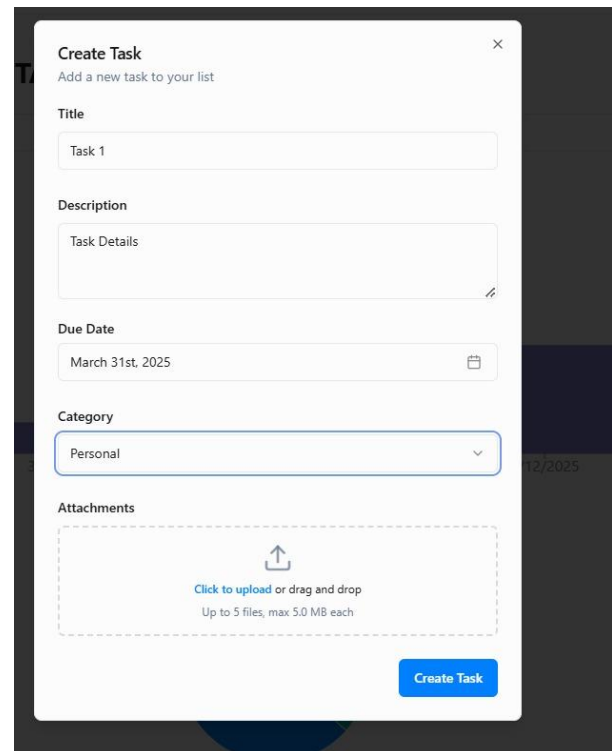 Create Task
Add a new task to your list
Title
Task 1
Description
Task Details
Due Date
March 31st, 2025
Category
Personal
/12/2025
Attachments
Click to upload or drag and drop
Up to 5 files, max 5.0 MB each
Create Task